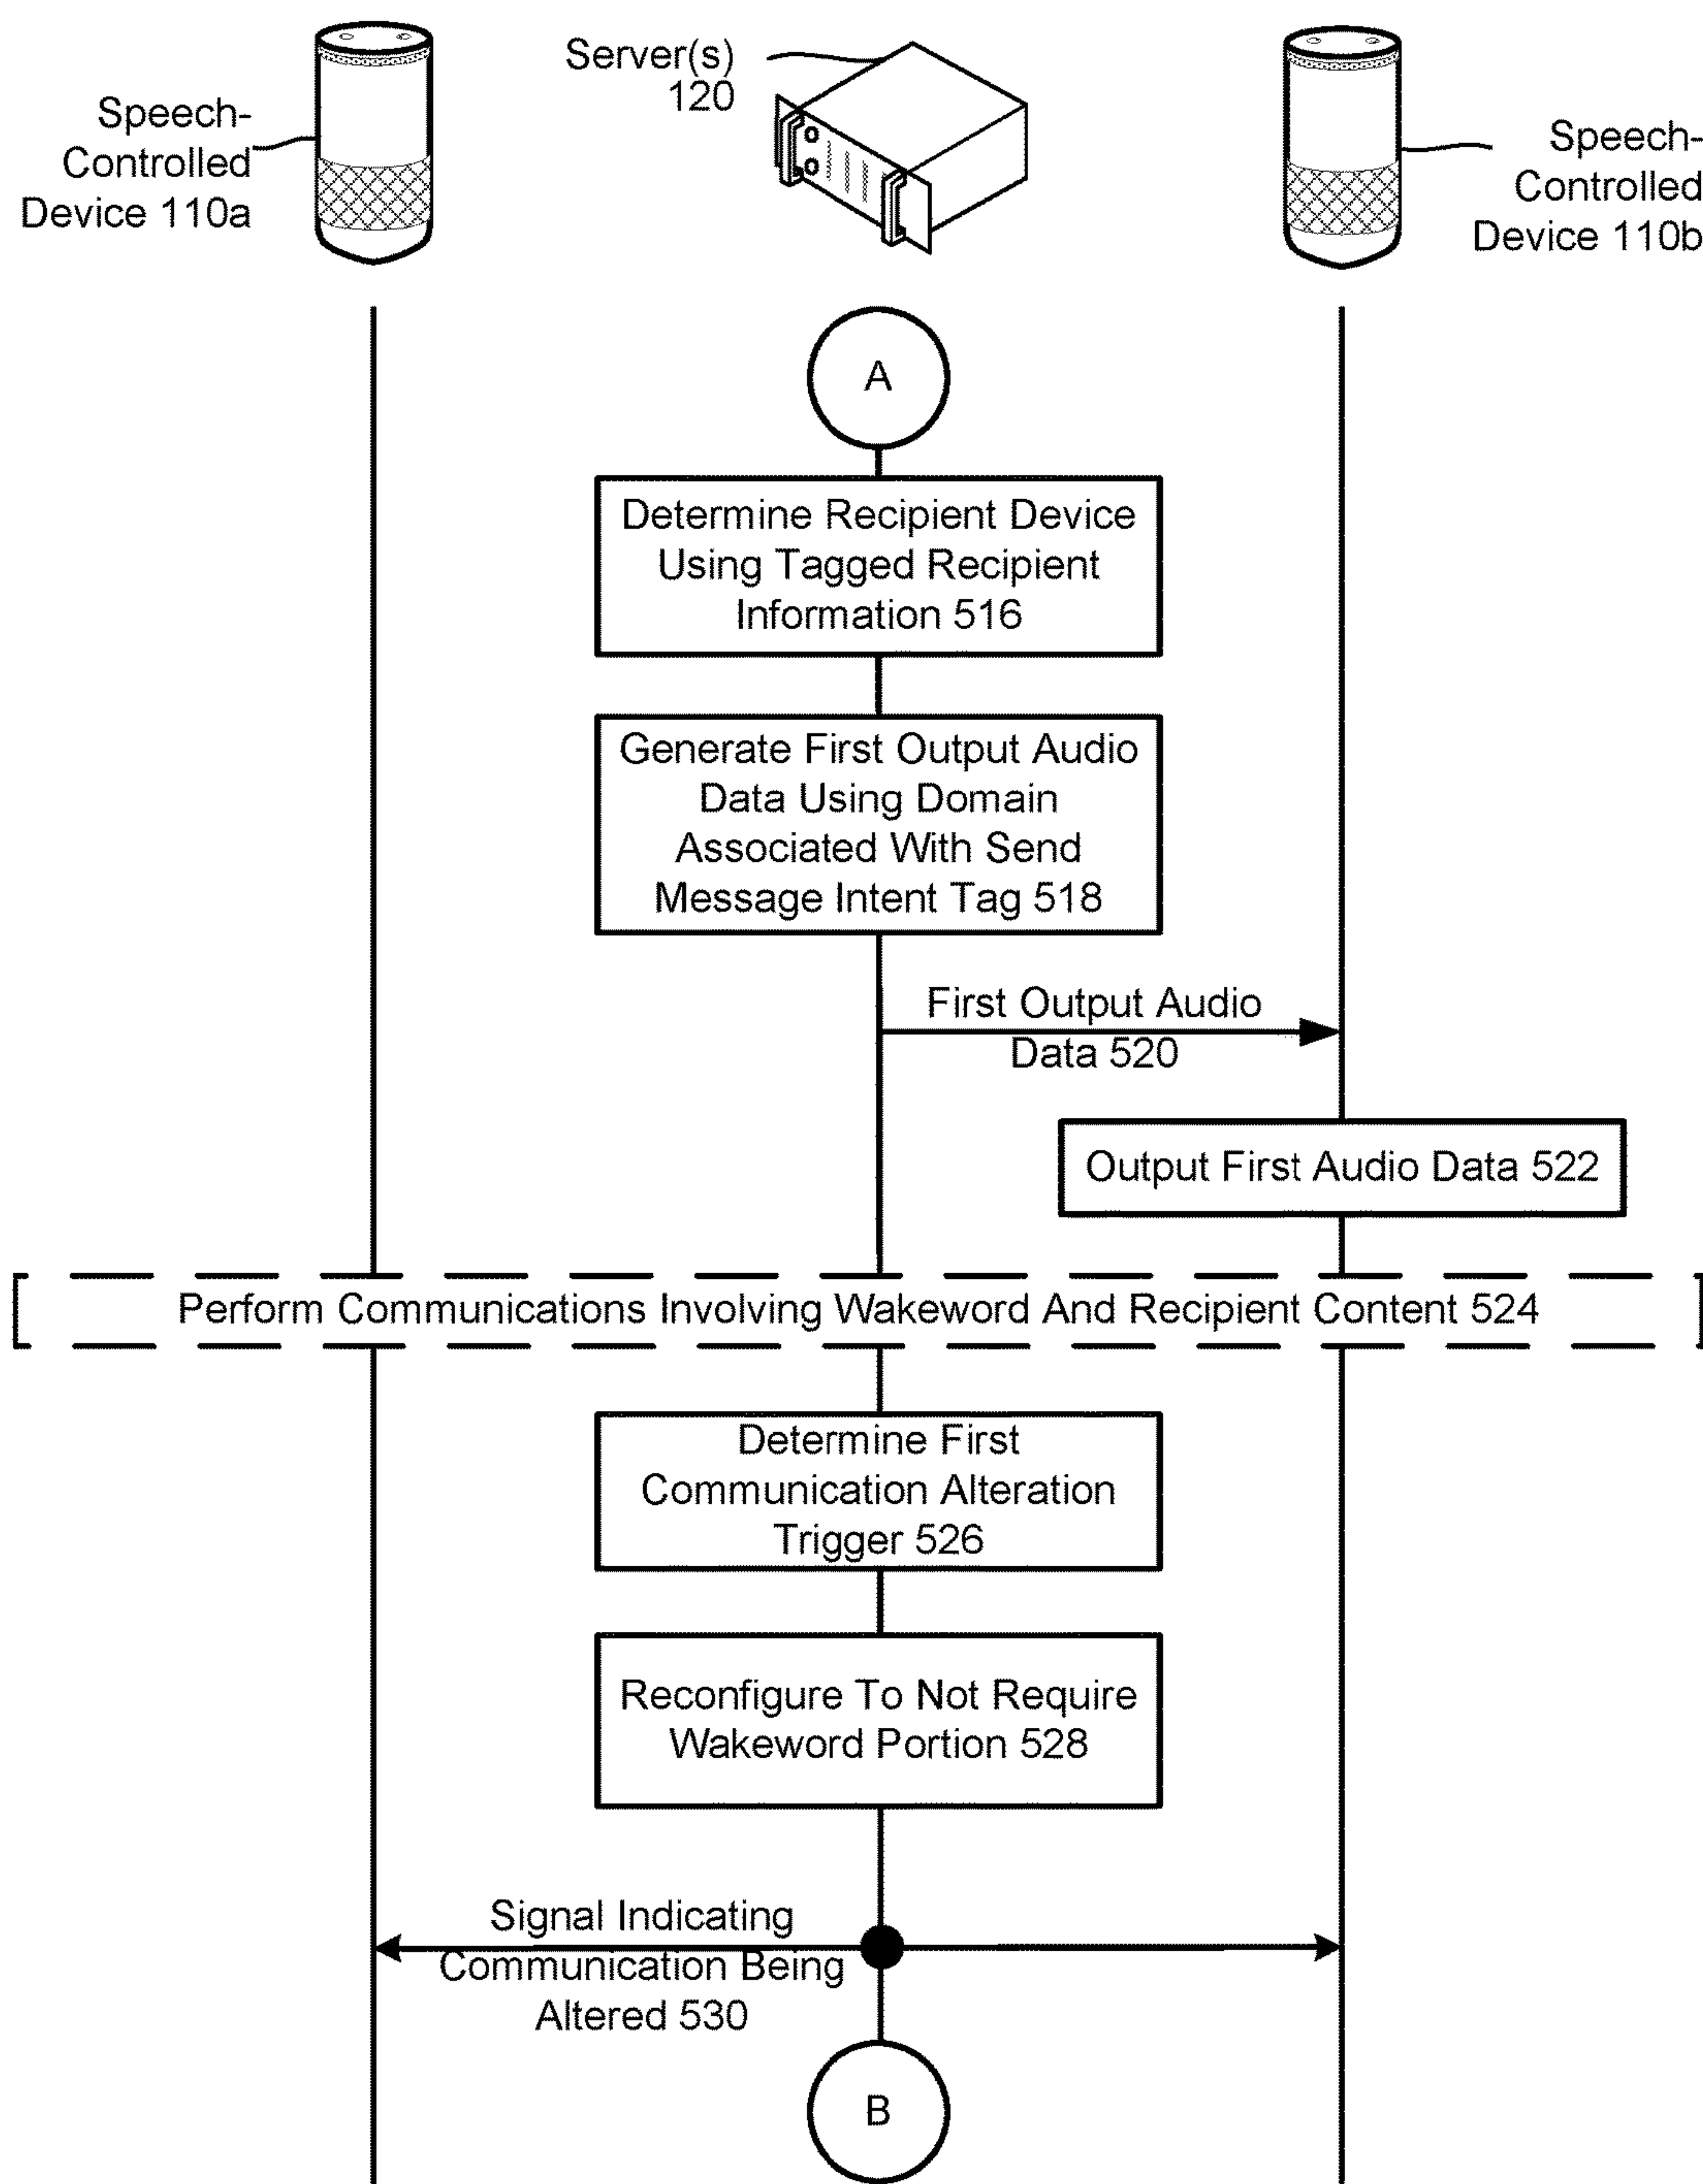 Speech-
Controlled
Device 110a
Server(s)
120
Speech-
Controlled
Device 110b
A
Determine Recipient Device
Using Tagged Recipient
Information 516
Generate First Output Audio
Data Using Domain
Associated With Send
Message Intent Tag 518
First Output Audio
Data 520
Output First Audio Data 522
Perform Communications Involving Wakeword And Recipient Content 524
Determine First
Communication Alteration
Trigger 526
Reconfigure To Not Require
Wakeword Portion 528
Signal Indicating
Communication Being
Altered 530
B